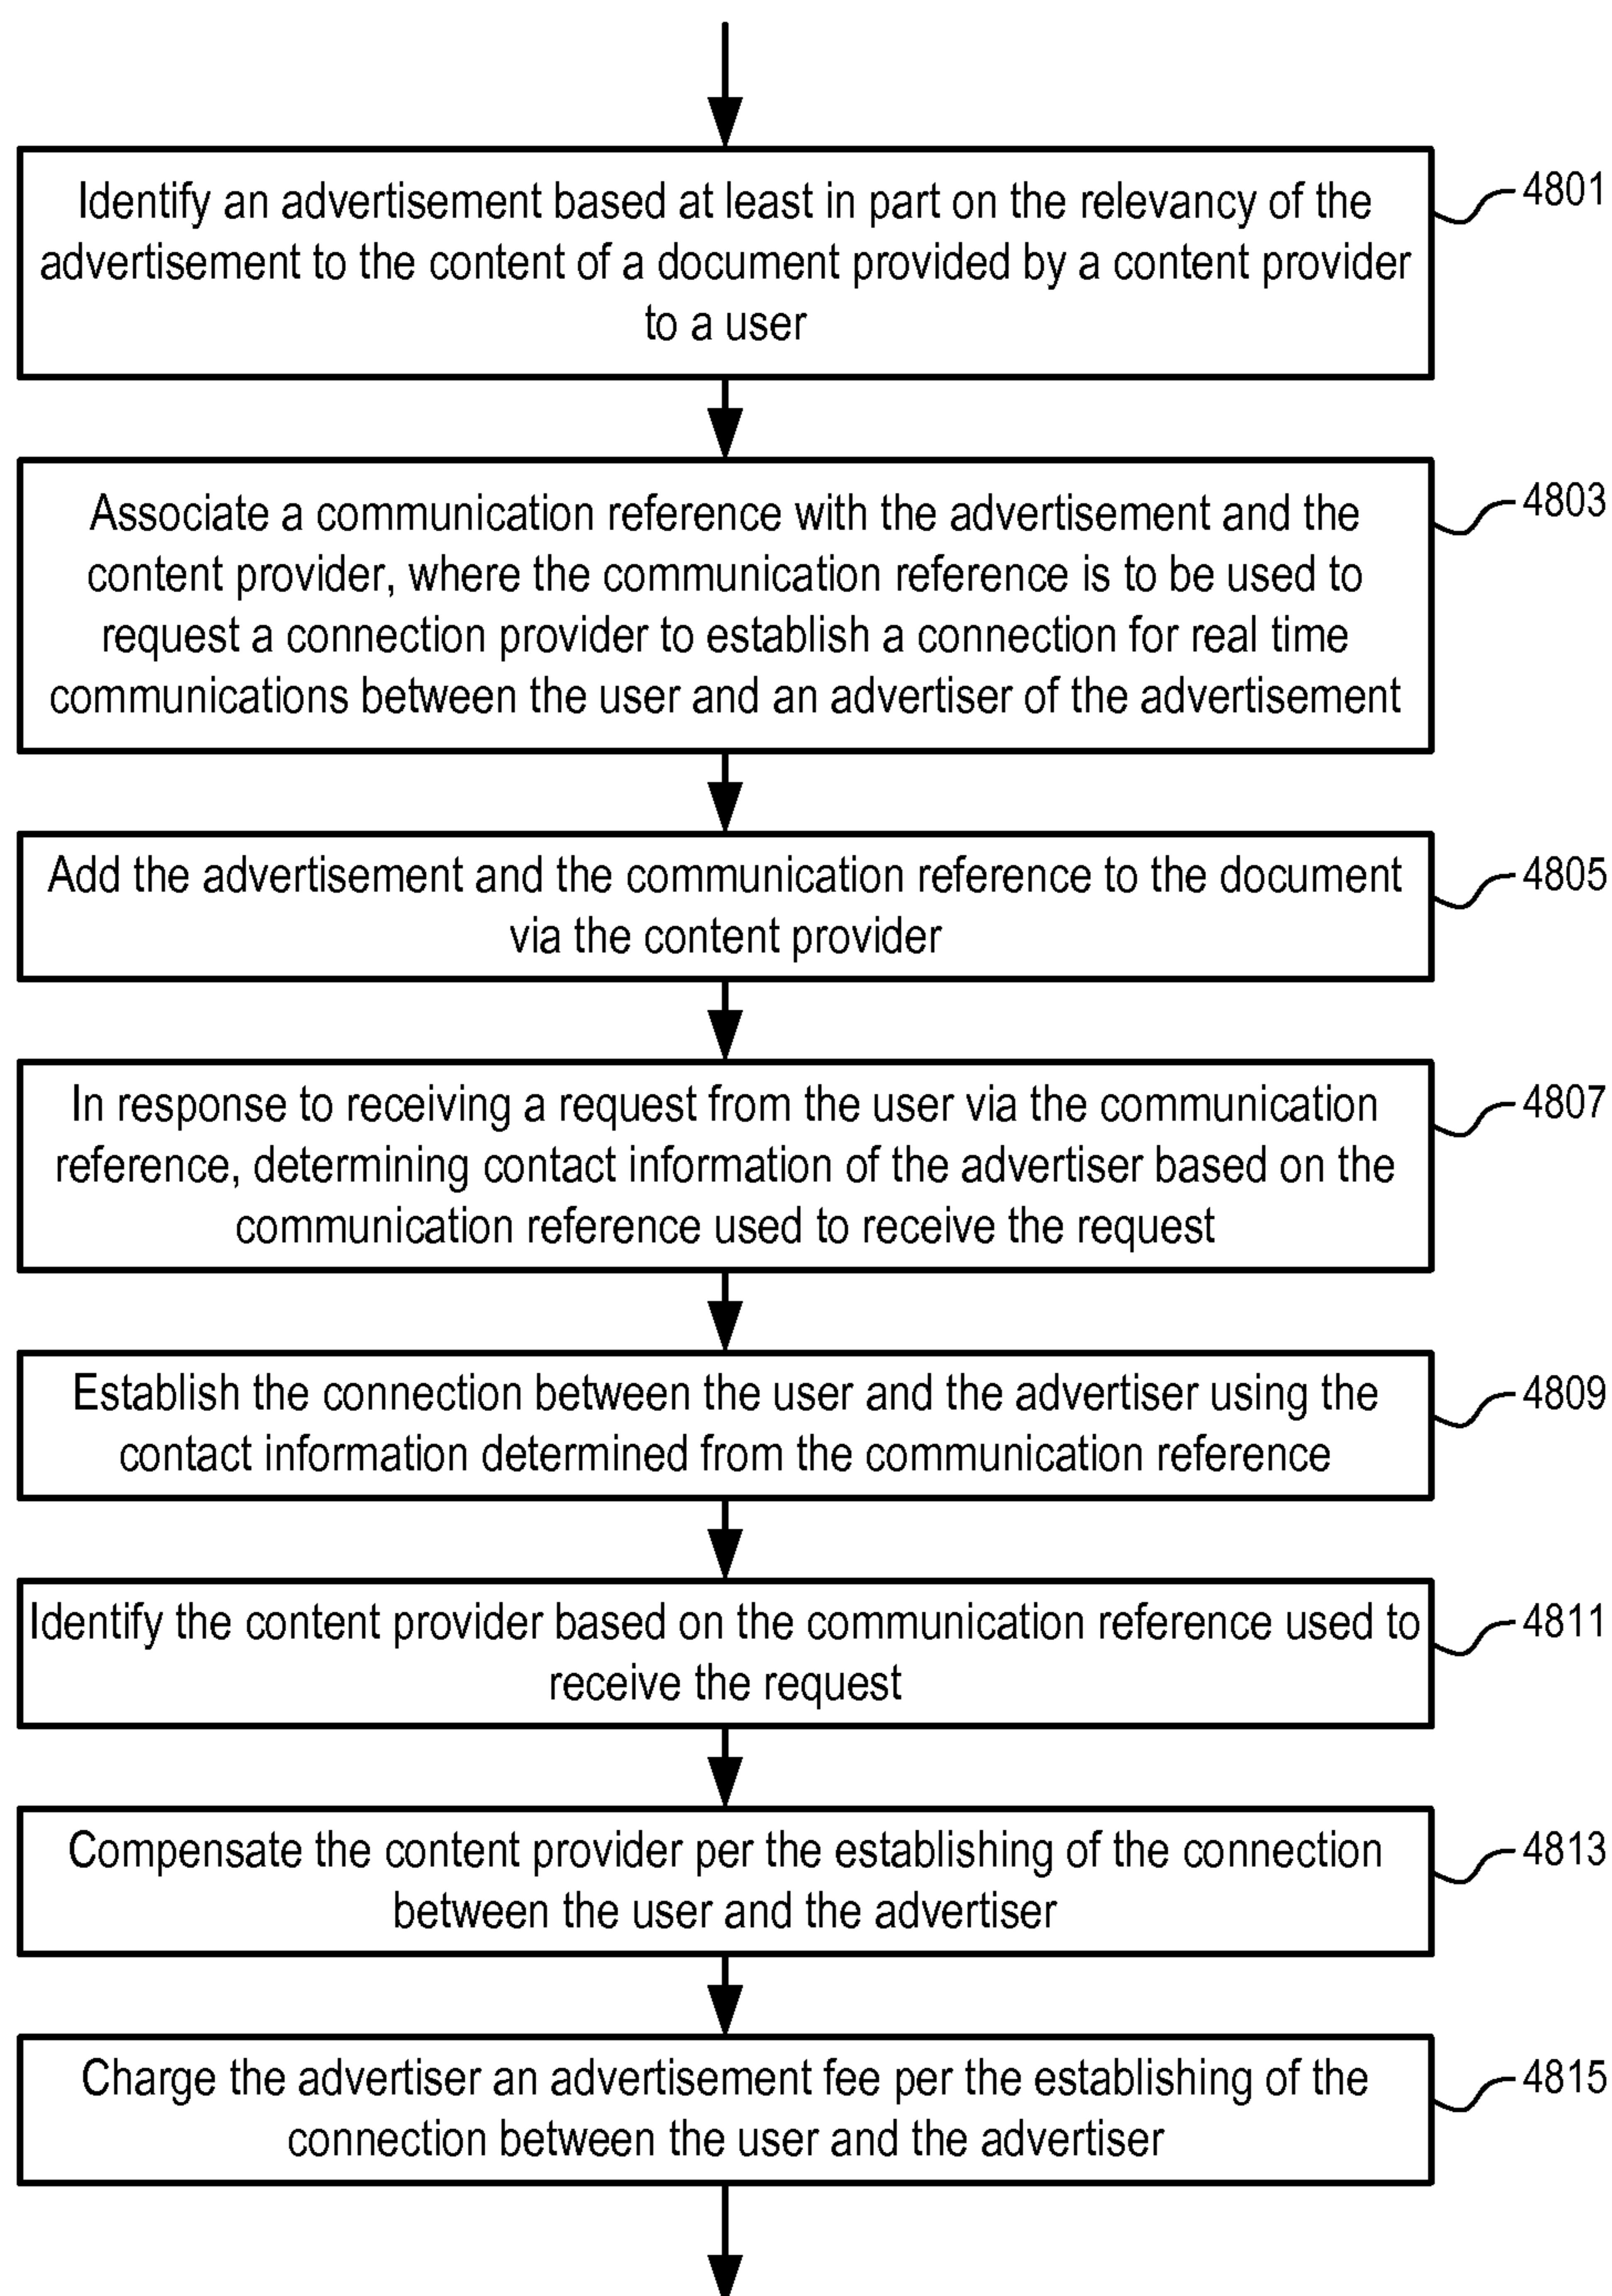 Identify an advertisement based at least in part on the relevancy of the
advertisement to the content of a document provided by a content provider
to a user
4801
Associate a communication reference with the advertisement and the
content provider, where the communication reference is to be used to
request a connection provider to establish a connection for real time
communications between the user and an advertiser of the advertisement
4803
Add the advertisement and the communication reference to the document
via the content provider
4805
In response to receiving a request from the user via the communication
reference, determining contact information of the advertiser based on the
communication reference used to receive the request
4807
Establish the connection between the user and the advertiser using the
contact information determined from the communication reference
4809
Identify the content provider based on the communication reference used to
receive the request
4811
Compensate the content provider per the establishing of the connection
between the user and the advertiser
4813
Charge the advertiser an advertisement fee per the establishing of the
connection between the user and the advertiser
4815